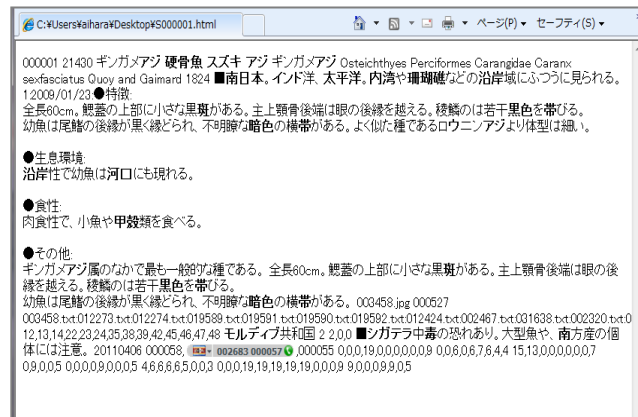 C:¥Users¥aihara¥Desktop¥S000001.html
ページ(P) セーフティ(S)
000001 21430 ギンガメアジ 硬骨魚 スズキ アジ ギンガメアジ Osteichthyes Perciformes Carangidae Caranx
sexfasciatus Quoy and Gaimard 1824 ■南日本。インド洋、太平洋。内湾や珊瑚礁などの沿岸域にふつうに見られる。
1 2009/01/23:●特徴:
全長60cm。鰓蓋の上部に小さな黒斑がある。主上顎骨後端は眼の後縁を越える。稜鱗のは若干黒色を帯びる。
幼魚は尾鰭の後縁が黒く縁どられ、不明瞭な暗色の横帯がある。よく似た種であるロウニンアジより体型は細い。
●生息環境:
沿岸性で幼魚は河口にも現れる。
●食性:
肉食性で、小魚や甲殻類を食べる。
●その他:
ギンガメアジ属のなかで最も一般的な種である。 全長60cm。鰓蓋の上部に小さな黒斑がある。主上顎骨後端は眼の後
縁を越える。稜鱗のは若干黒色を帯びる。
幼魚は尾鰭の後縁が黒く縁どられ、不明瞭な暗色の横帯がある。 003458.jpg 000527
003458.txt:012273.txt:012274.txt:019589.txt:019591.txt:019590.txt:019592.txt:012424.txt:002467.txt:031638.txt:002320.txt:0
12,13,14,22,23,24,35,38,39,42,45,46,47,48 モルディブ共和国 2 2,0,0 ■シガテラ中毒の恐れあり。大型魚や、南方産の個
体には注意。 20110406 000058, 002683 000057 ,000055 0,0,0,19,0,0,0,0,0,0,9 0,0,6,0,6,7,6,4,4 15,13,0,0,0,0,0,0,7
0,9,0,0,5 0,0,0,0,9,0,0,0,5 4,6,6,6,6,5,0,0,3 0,0,0,19,19,19,19,19,0,0,0,9 9,0,0,0,9,9,0,5